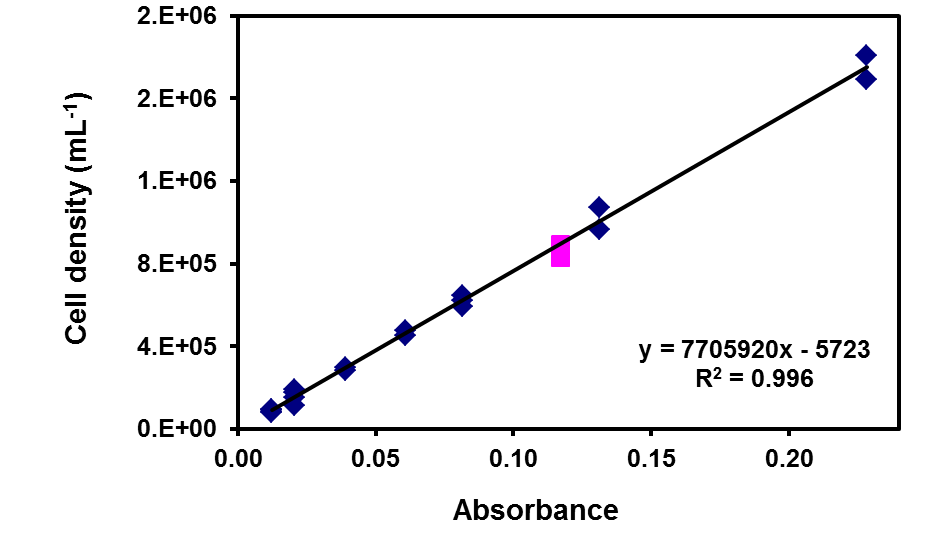 2.E+06
2.E+06
1.E+06
8.E+05
4.E+05
0.E+00
Cell density (mL⁻¹)
y = 7705920x - 5723
R² = 0.996
0.00 0.05 0.10 0.15 0.20
Absorbance